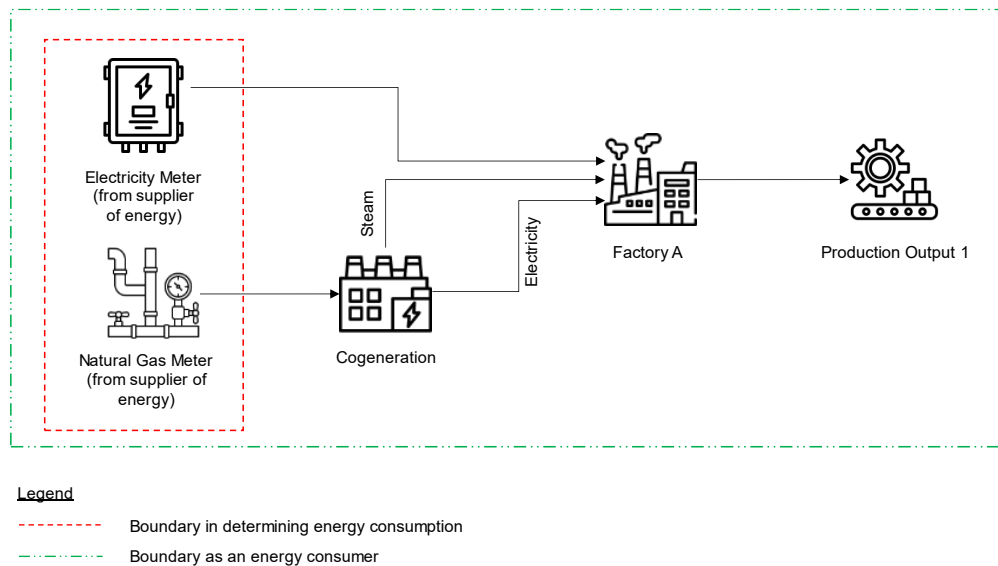 Electricity Meter
(from supplier
of energy)
Steam
Electricity
Factory A
Production Output 1
Natural Gas Meter
(from supplier of
energy)
Cogeneration
Legend
Boundary in determining energy consumption
Boundary as an energy consumer